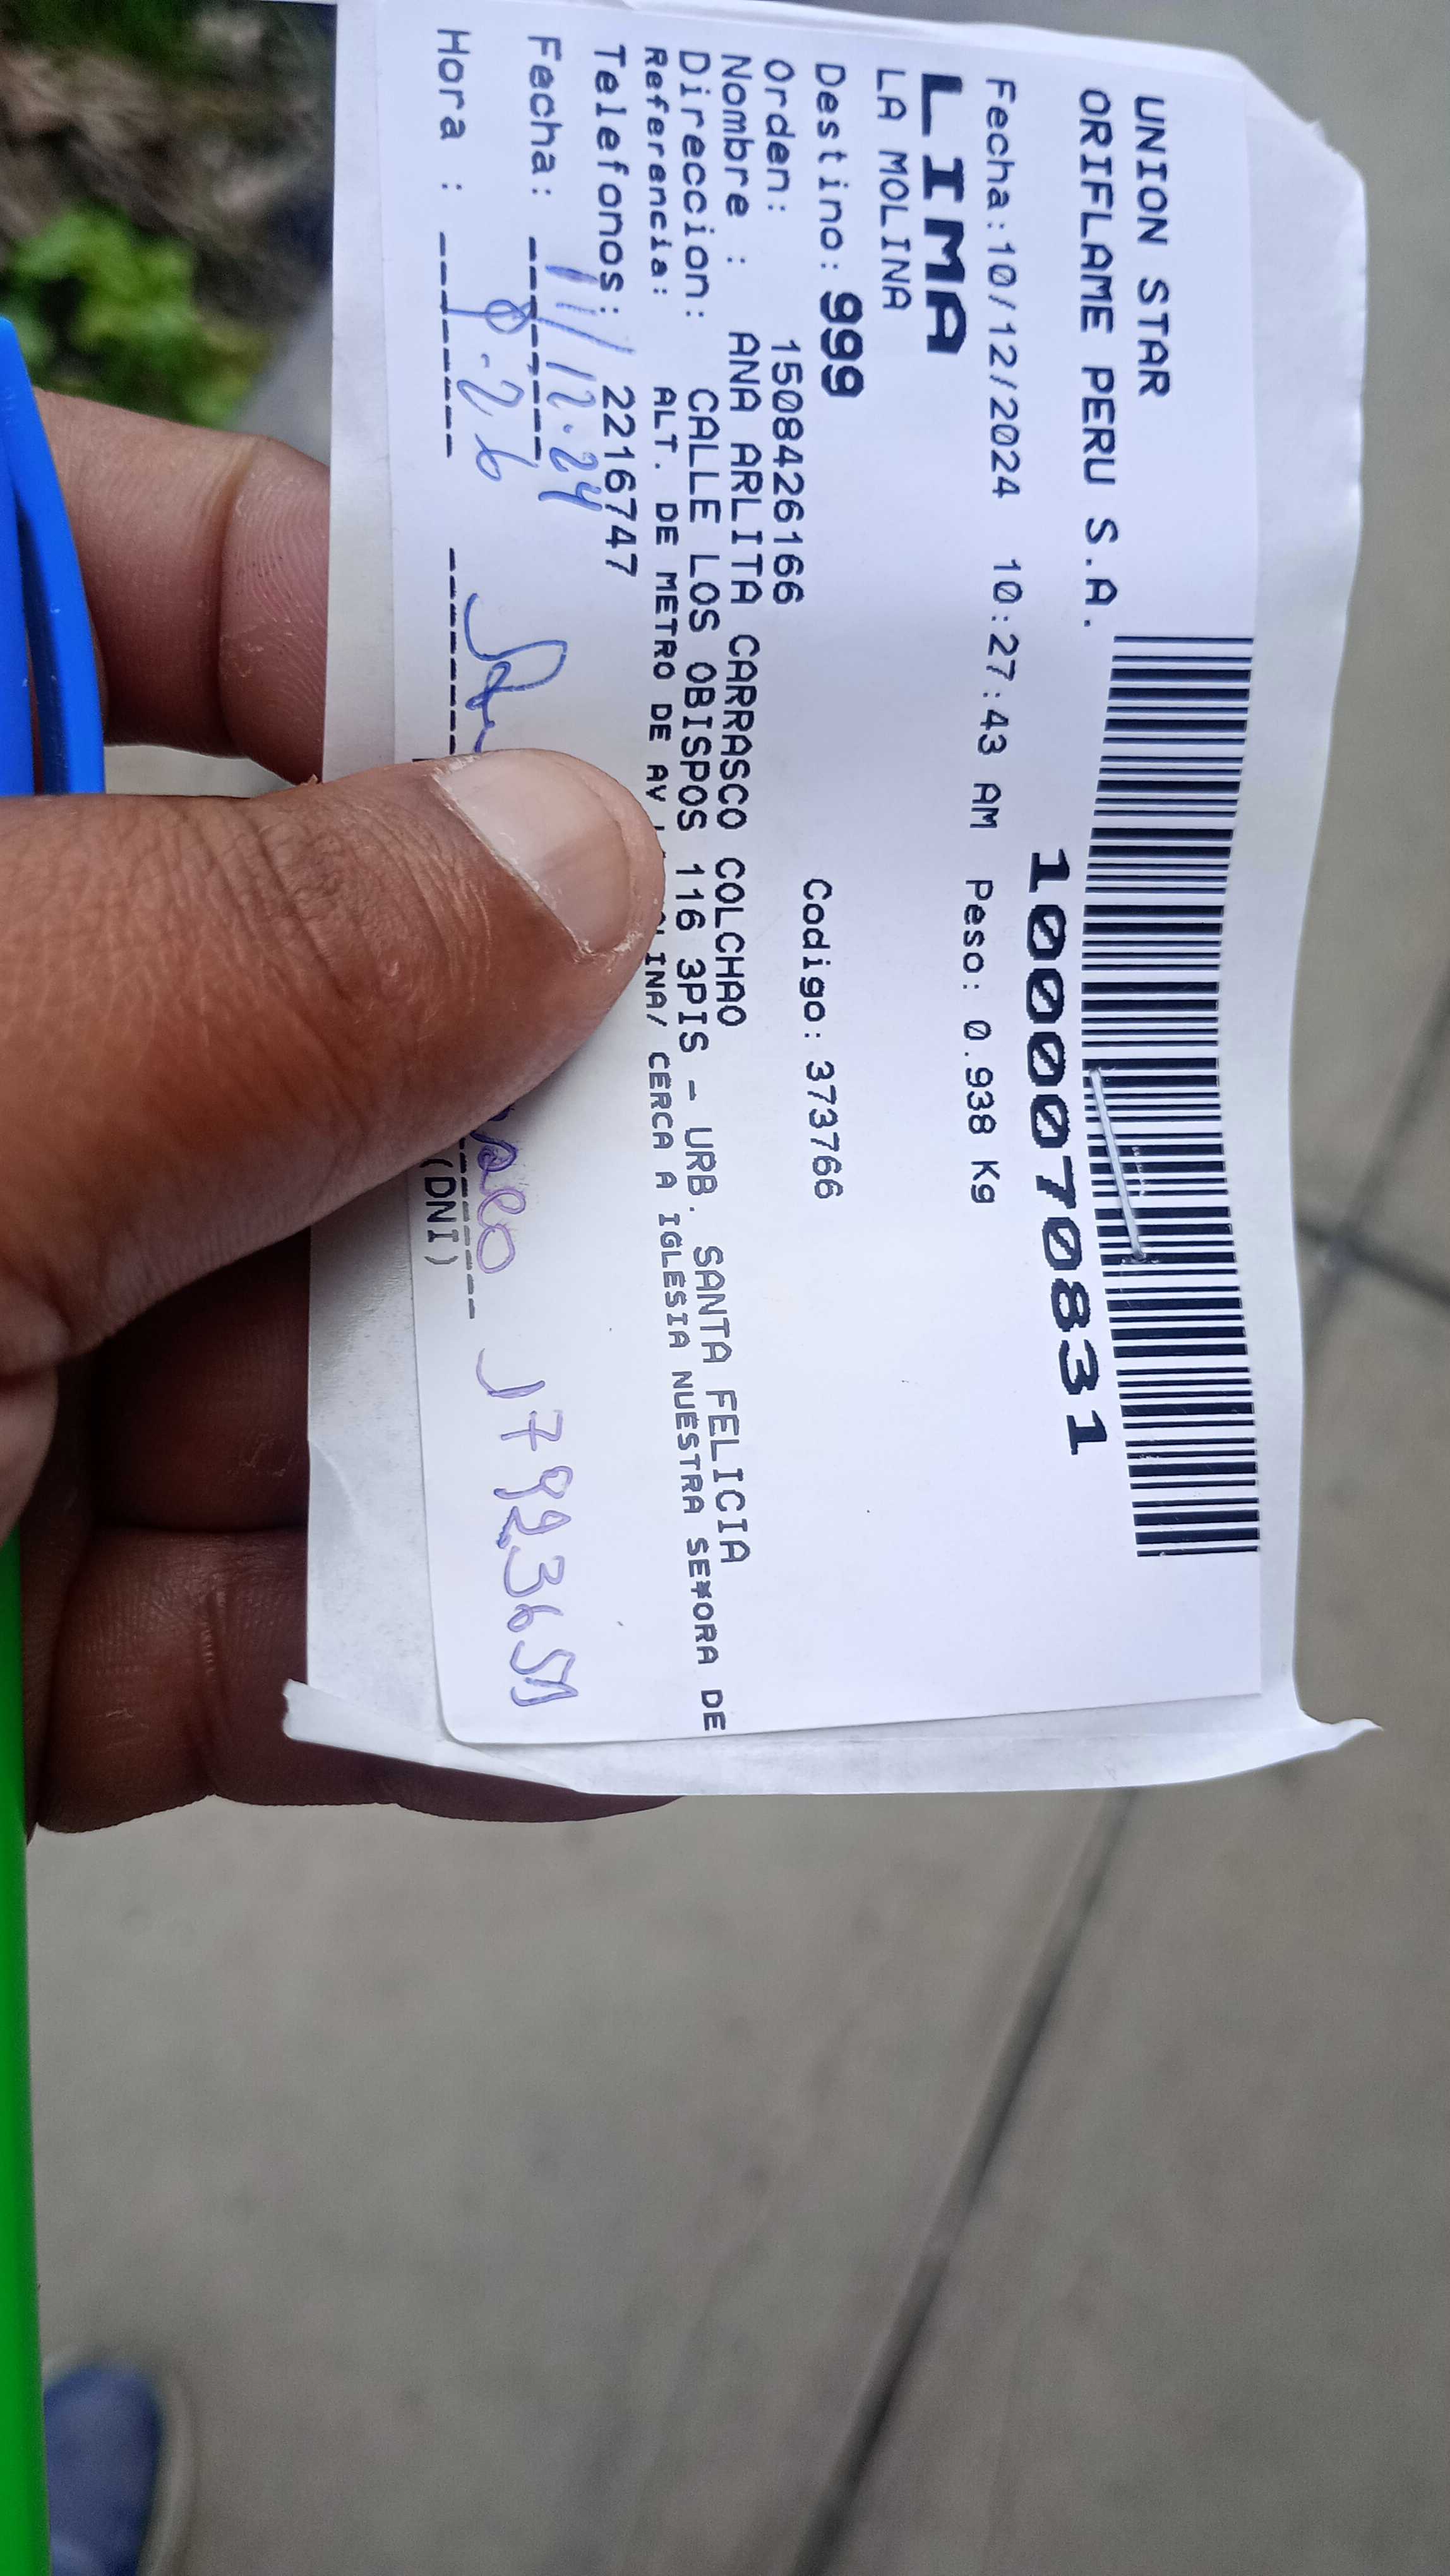 UNION STAR
ORIFLAME PERU S.A.
1000070831
Fecha:10/12/2024 10:27:43 AM Peso: 0.938 Kg
LIMA
LA MOLINA
Destino: 999 Codigo: 373766
Orden: 1508426166
Nombre : ANA ARLITA CARRASCO COLCHAO
Direccion: CALLE LOS OBISPOS 116 3PIS - URB. SANTA FELICIA
Referencia: ALT. DE METRO DE AV INA/ CERCA A IGLESIA NUESTRA SE¥ORA DE
Telefonos: 2216747
Fecha: 11/12.24
Hora : 8.26
(DNI)